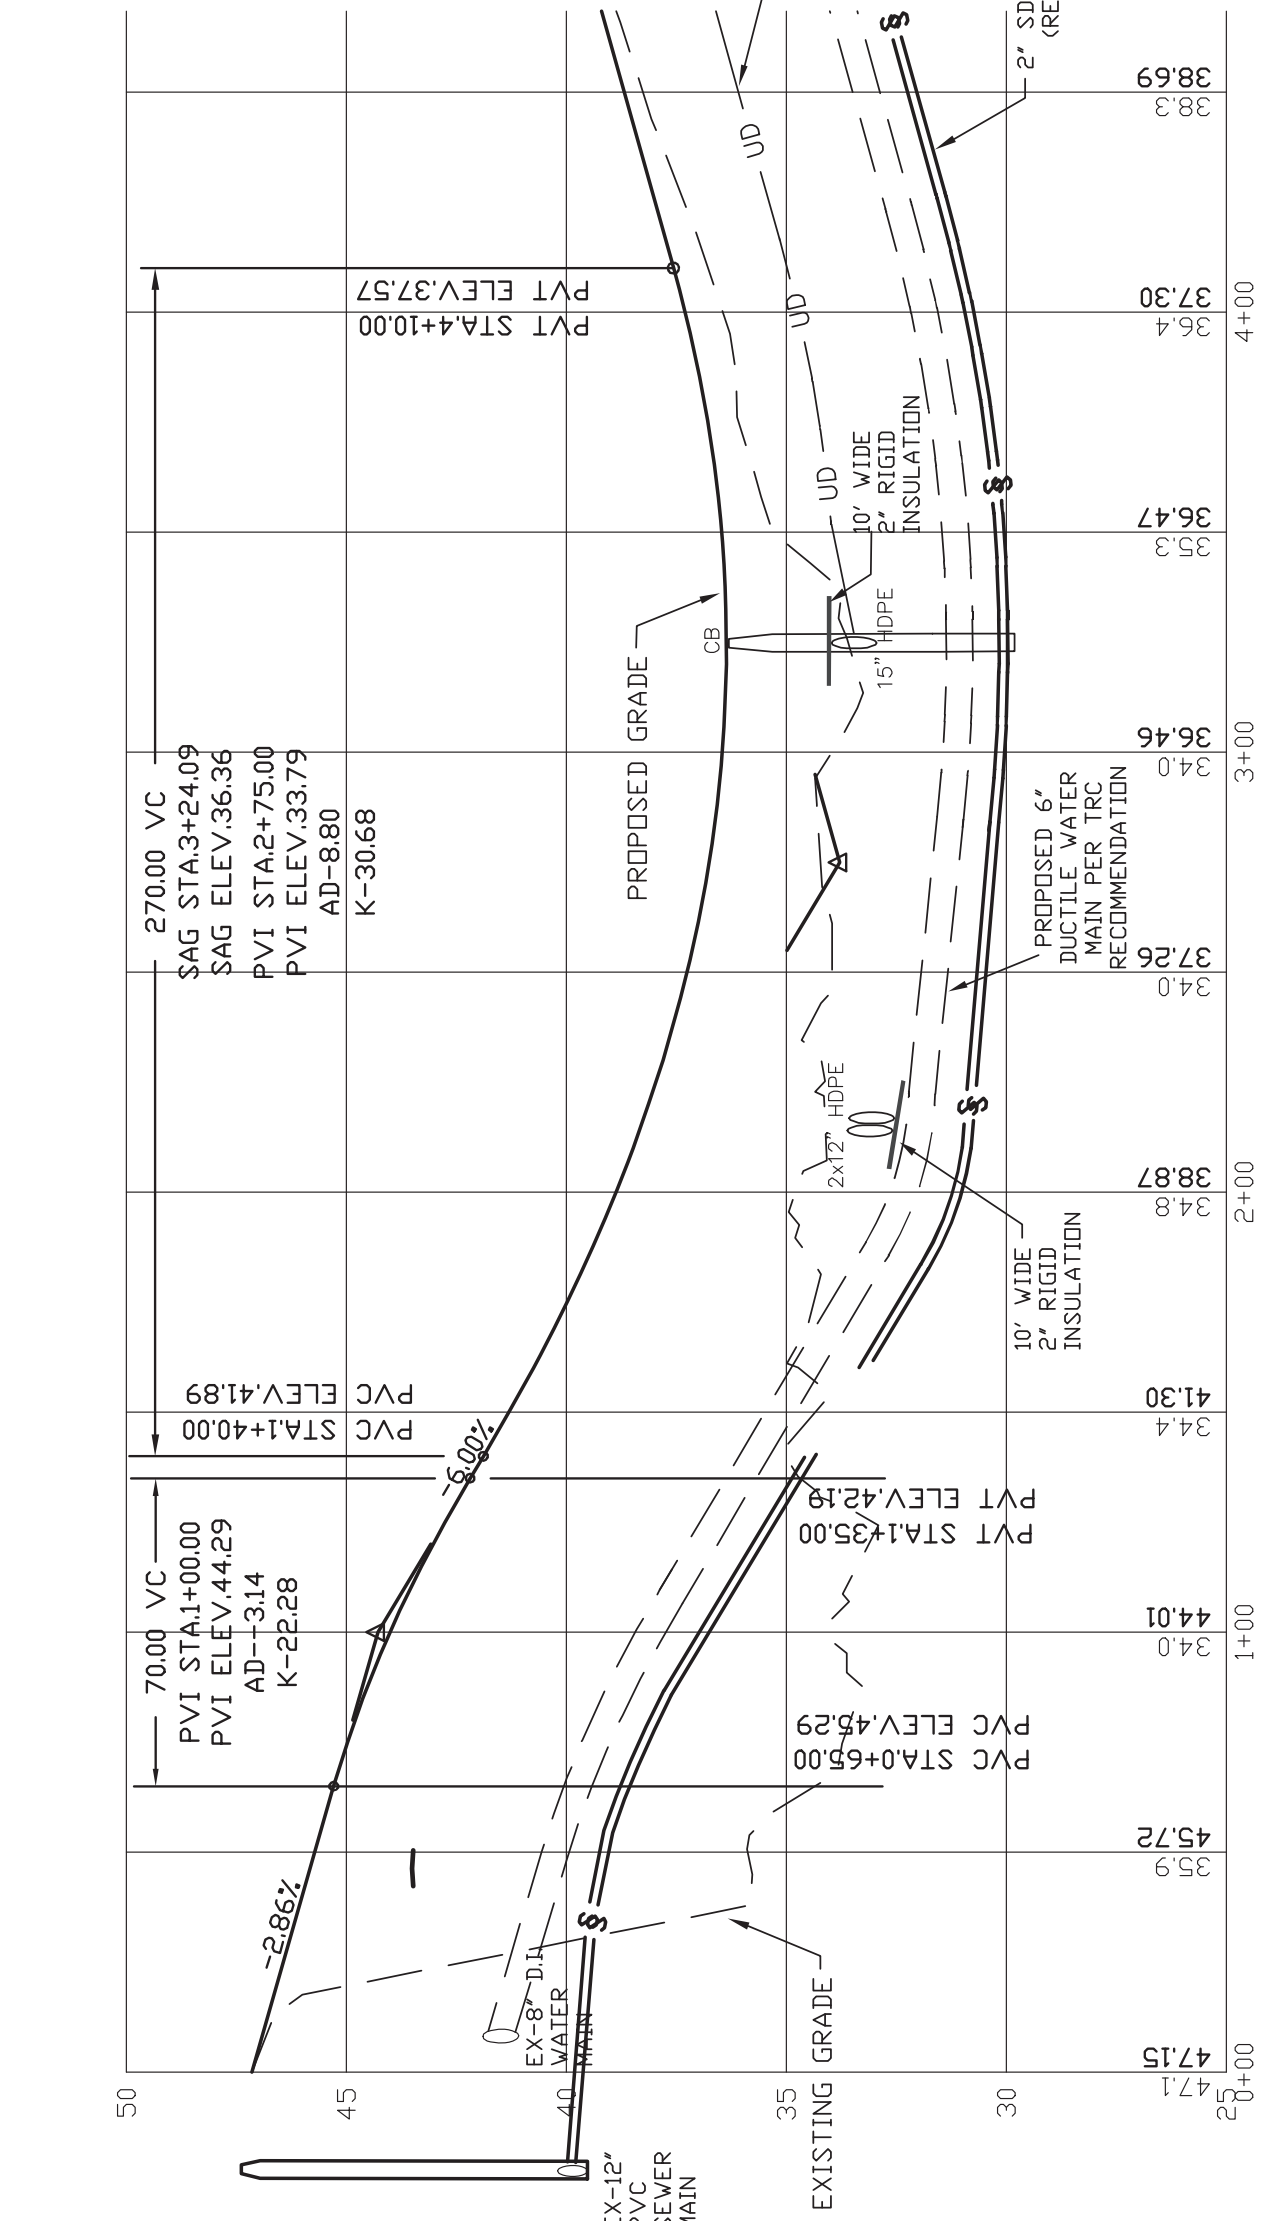 50
45
40
35
30
25
0+00
1+00
2+00
3+00
4+00
47.15
47.1
45.72
35.9
44.01
34.0
41.30
34.4
38.87
34.8
37.26
34.0
36.46
34.0
36.47
35.3
37.30
36.4
38.69
38.3
70.00 VC
PVI STA.1+00.00
PVI ELEV.44.29
AD--3.14
K-22.28
270.00 VC
SAG STA.3+24.09
SAG ELEV.36.36
PVI STA.2+75.00
PVI ELEV.33.79
AD-8.80
K-30.68
-2.86%
-6.00%
PVC STA.0+65.00
PVC ELEV.45.29
PVT STA.1+35.00
PVT ELEV.42.19
PVC STA.1+40.00
PVC ELEV.41.89
PVT STA.4+10.00
PVT ELEV.37.57
PROPOSED GRADE
CB
EX-12"
PVC
SEWER
MAIN
EX-8" D.I.
WATER
MAIN
EXISTING GRADE
2x12" HDPE
10' WIDE
2" RIGID
INSULATION
PROPOSED 6"
DUCTILE WATER
MAIN PER TRC
RECOMMENDATION
15" HDPE
10' WIDE
2" RIGID
INSULATION
UD
UD
UD
S
S
S
S
2" SD
(RE